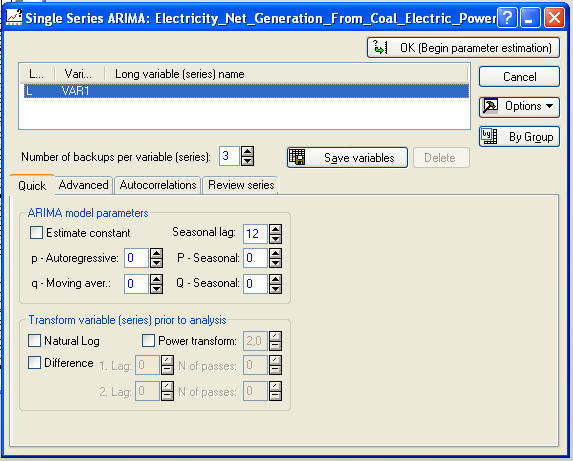 Single Series ARIMA: Electricity_Net_Generation_From_Coal_Electric_Power
OK (Begin parameter estimation)
L... Vari... Long variable (series) name
L VAR1
Cancel
Options
By Group
Number of backups per variable (series): 3 Save variables Delete
Quick Advanced Autocorrelations Review series
ARIMA model parameters
Estimate constant Seasonal lag: 12
p - Autoregressive: 0 P - Seasonal: 0
q - Moving aver.: 0 Q - Seasonal: 0
Transform variable (series) prior to analysis
Natural Log Power transform: 2,0
Difference 1. Lag: 0 N of passes: 0
2. Lag: 0 N of passes: 0